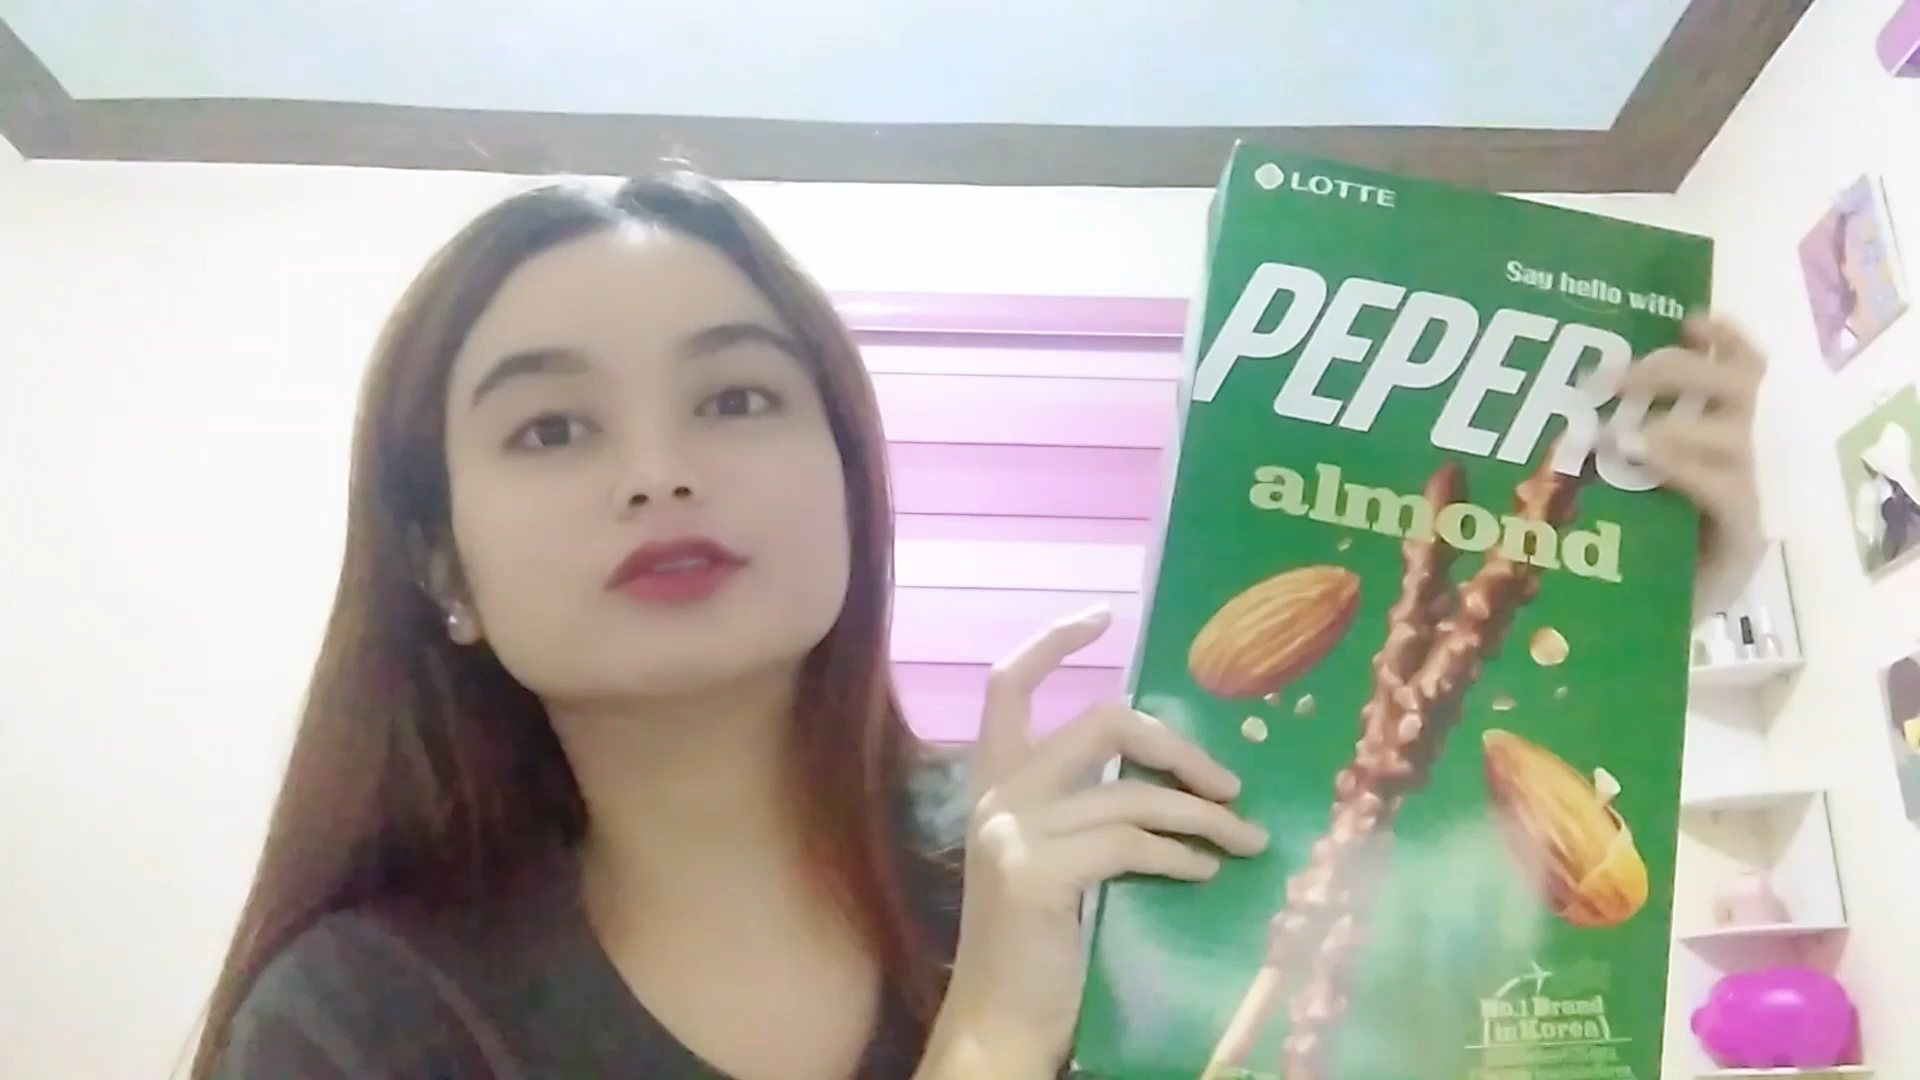 LOTTE
Say hello with
PEPERO
almond
No.1 Brand
in Korea